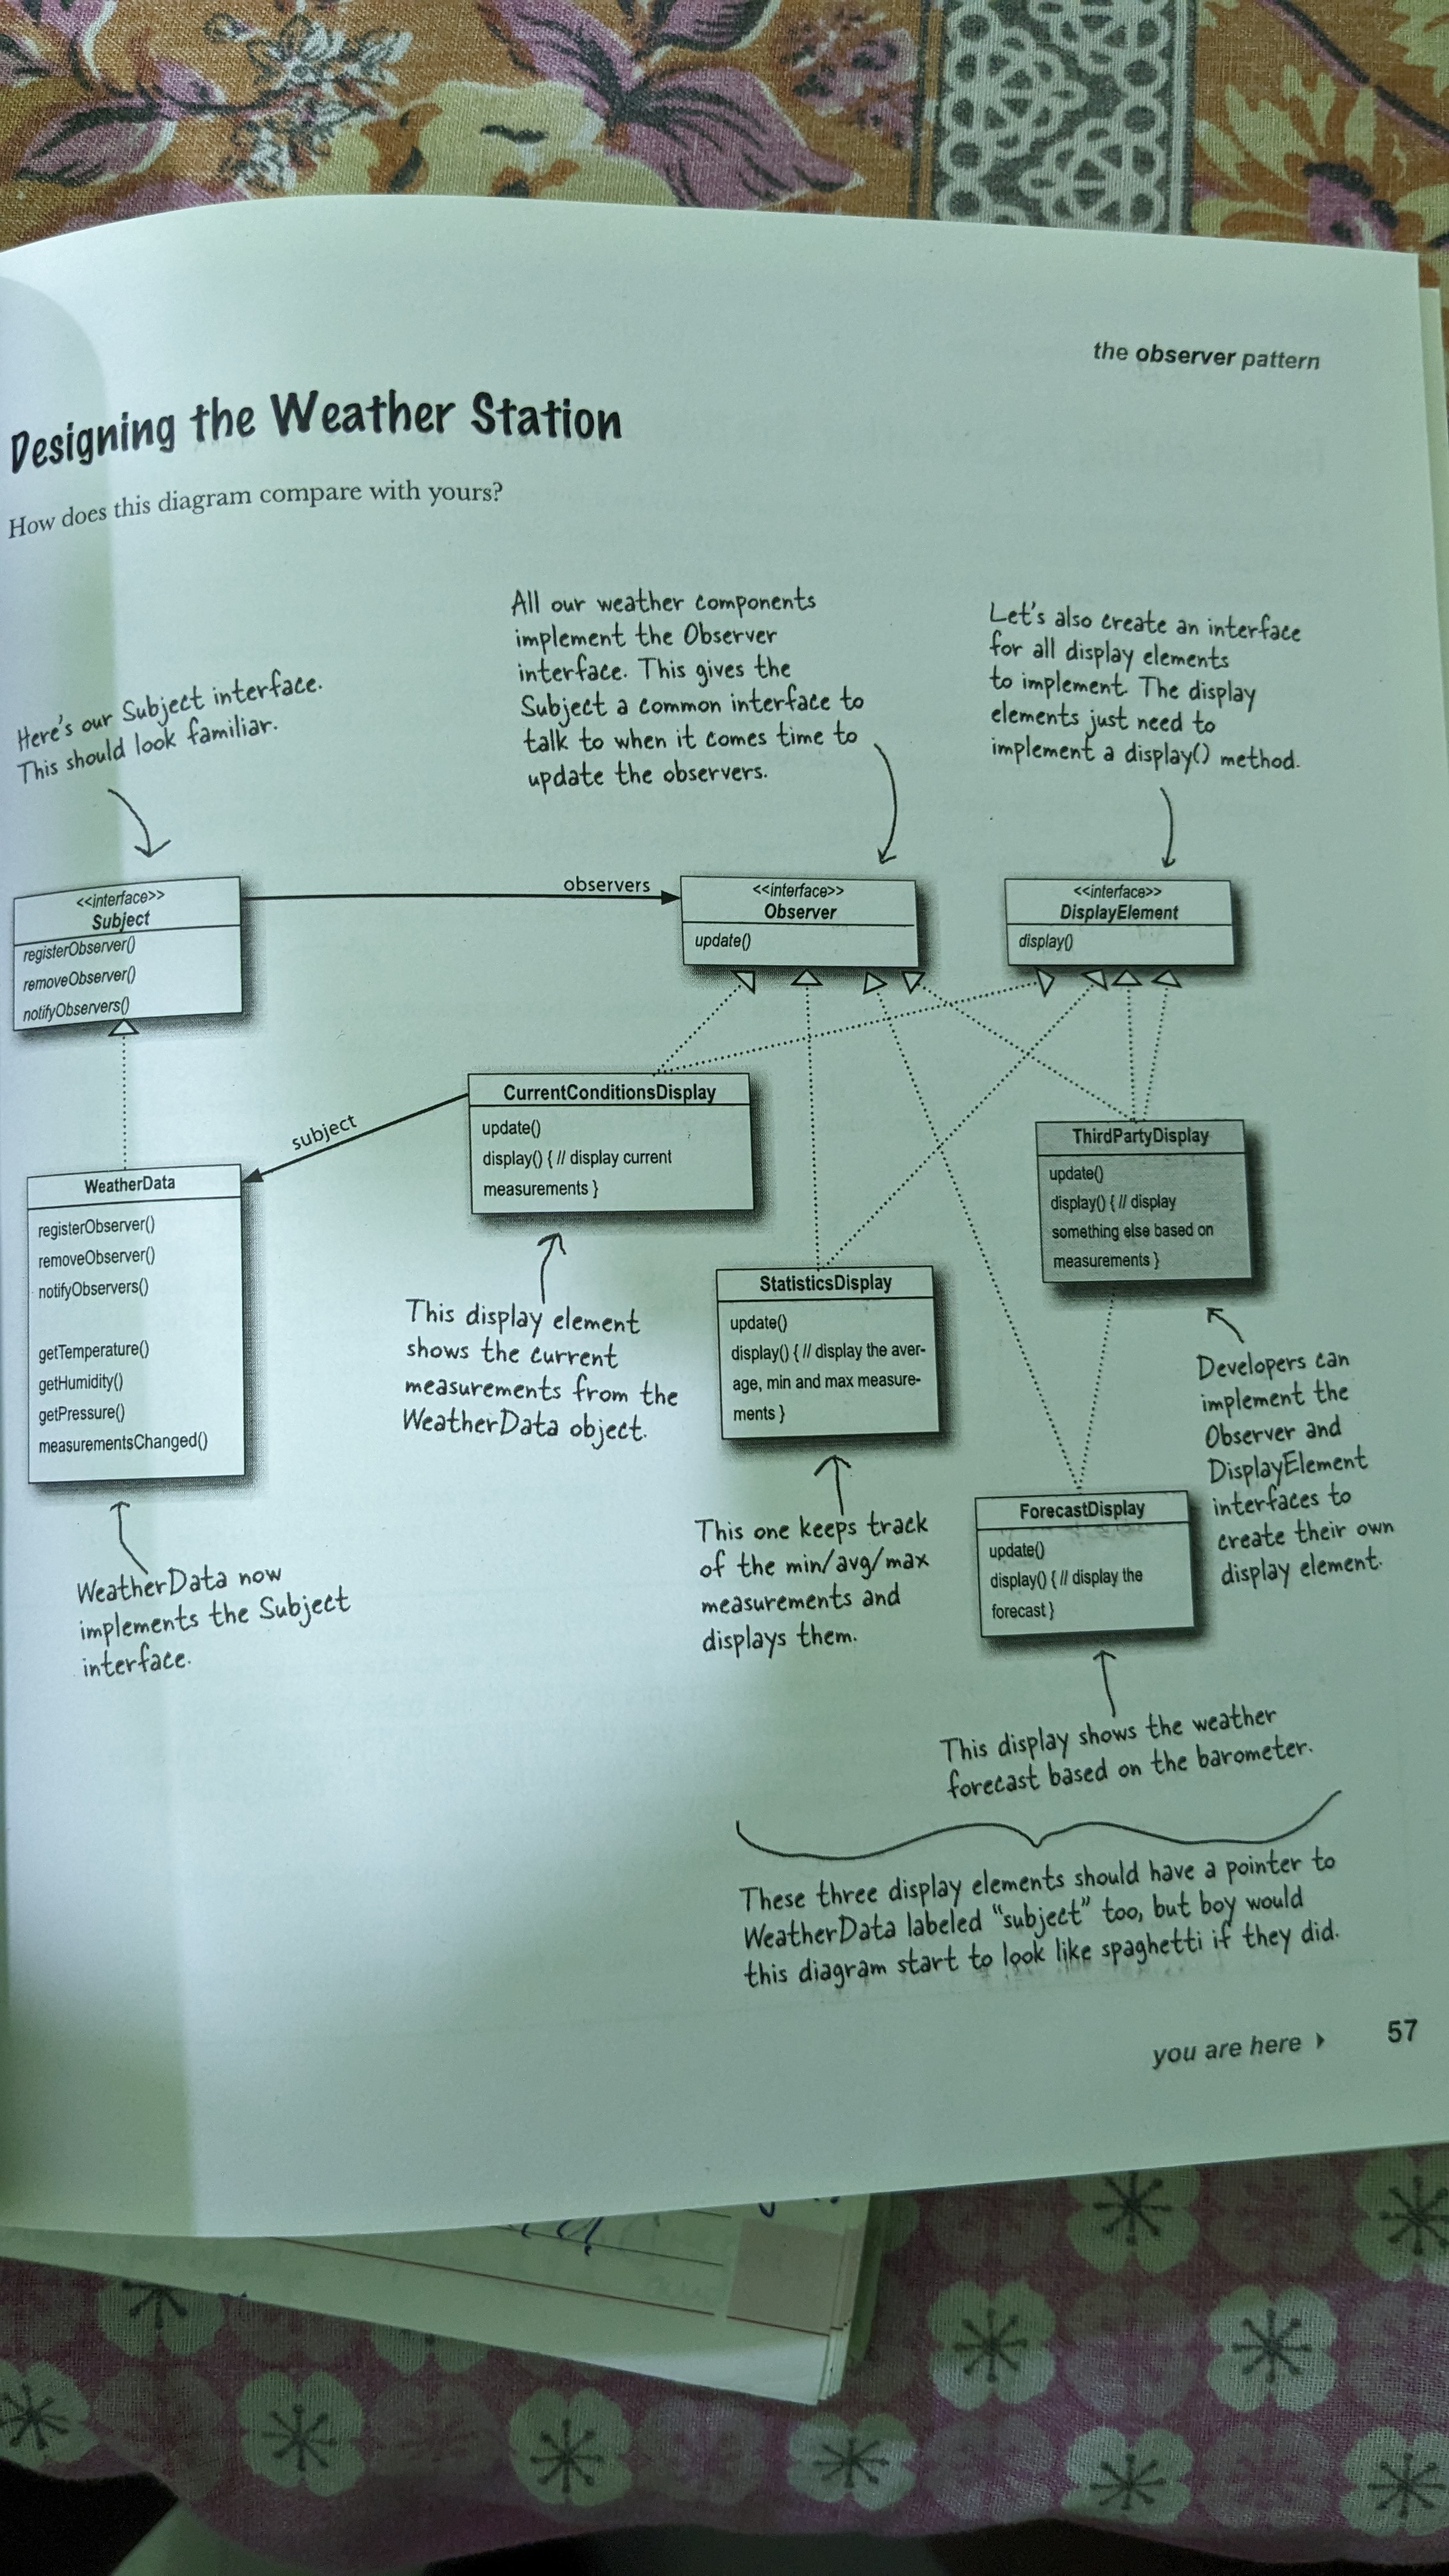 the observer pattern
Designing the Weather Station
How does this diagram compare with yours?
Here's our Subject interface.
This should look familiar.
All our weather components
implement the Observer
interface. This gives the
Subject a common interface to
talk to when it comes time to
update the observers.
Let's also create an interface
for all display elements
to implement. The display
elements just need to
implement a display() method.
<<interface>>
Subject
registerObserver()
removeObserver()
notifyObservers()
observers
<<interface>>
Observer
update()
<<interface>>
DisplayElement
display()
subject
CurrentConditionsDisplay
update()
display() { // display current
measurements }
ThirdPartyDisplay
update()
display() { // display
something else based on
measurements }
WeatherData
registerObserver()
removeObserver()
notifyObservers()
getTemperature()
getHumidity()
getPressure()
measurementsChanged()
This display element
shows the current
measurements from the
WeatherData object.
StatisticsDisplay
update()
display() { // display the aver-
age, min and max measure-
ments }
Developers can
implement the
Observer and
DisplayElement
interfaces to
create their own
display element.
This one keeps track
of the min/avg/max
measurements and
displays them.
ForecastDisplay
update()
display() { // display the
forecast }
WeatherData now
implements the Subject
interface.
This display shows the weather
forecast based on the barometer.
These three display elements should have a pointer to
WeatherData labeled "subject" too, but boy would
this diagram start to look like spaghetti if they did.
you are here 57